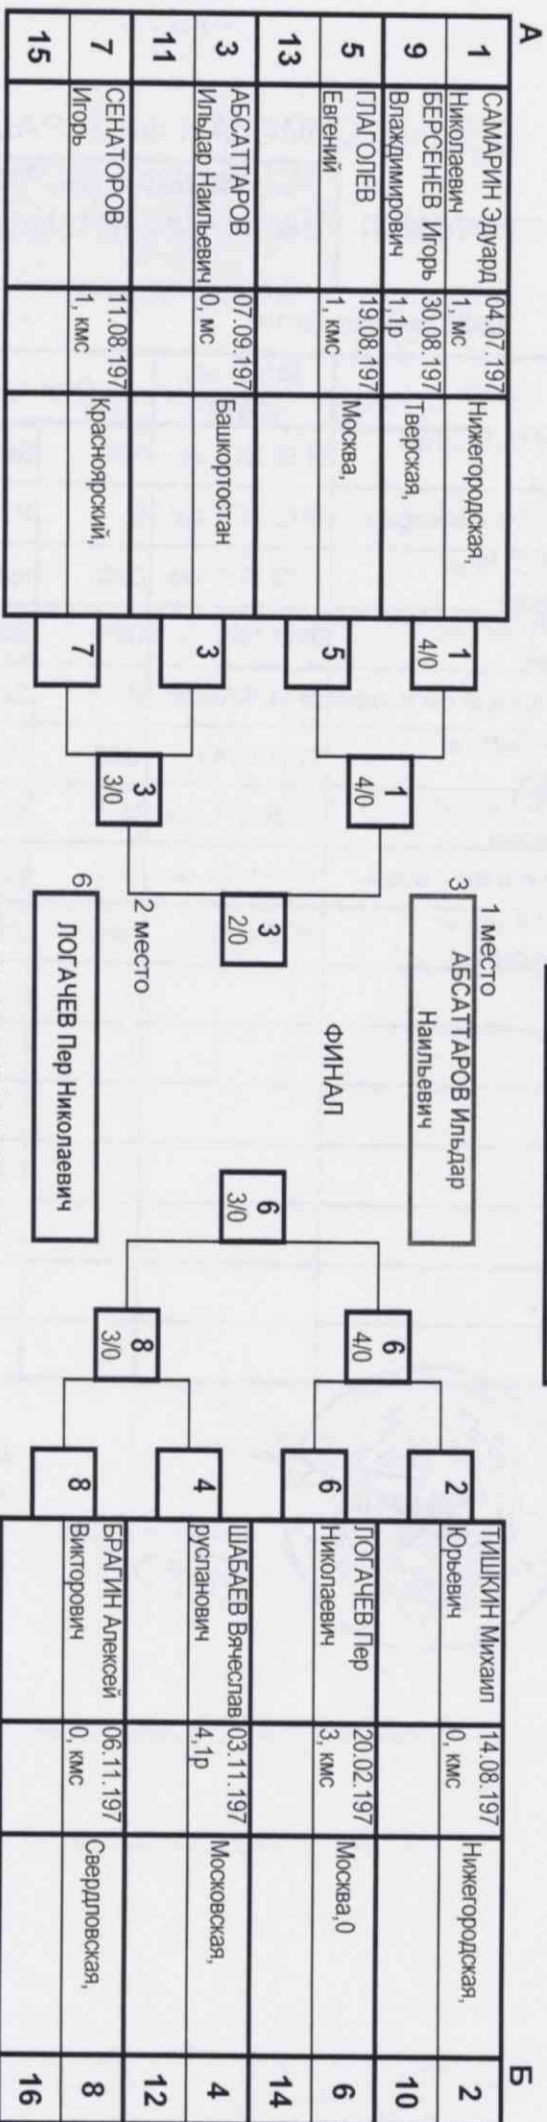 А
1
САМАРИН Эдуард
Николаевич
04.07.197
1, мс
Нижегородская,
9
БЕРСЕНЕВ Игорь
Влаждимирович
30.08.197
1,1р
Тверская,
5
ГЛАГОЛЕВ
Евгений
19.08.197
1, кмс
Москва,
13
3
АБСАТТАРОВ
Ильдар Наильевич
07.09.197
0, мс
Башкортостан
11
7
СЕНАТОРОВ
Игорь
11.08.197
1, кмс
Красноярский,
15
1
4/0
5
3
7
1
4/0
3
3/0
3
2/0
1 место
3
АБСАТТАРОВ Ильдар
Наильевич
ФИНАЛ
2 место
6
ЛОГАЧЕВ Пер Николаевич
6
3/0
6
4/0
8
3/0
2
6
4
8
Б
ТИШКИН Михаил
Юрьевич
14.08.197
0, кмс
Нижегородская,
2
10
ЛОГАЧЕВ Пер
Николаевич
20.02.197
3, кмс
Москва,0
6
14
ШАБАЕВ Вячеслав
русланович
03.11.197
4,1р
Московская,
4
12
БРАГИН Алексей
Викторович
06.11.197
0, кмс
Свердловская,
8
16